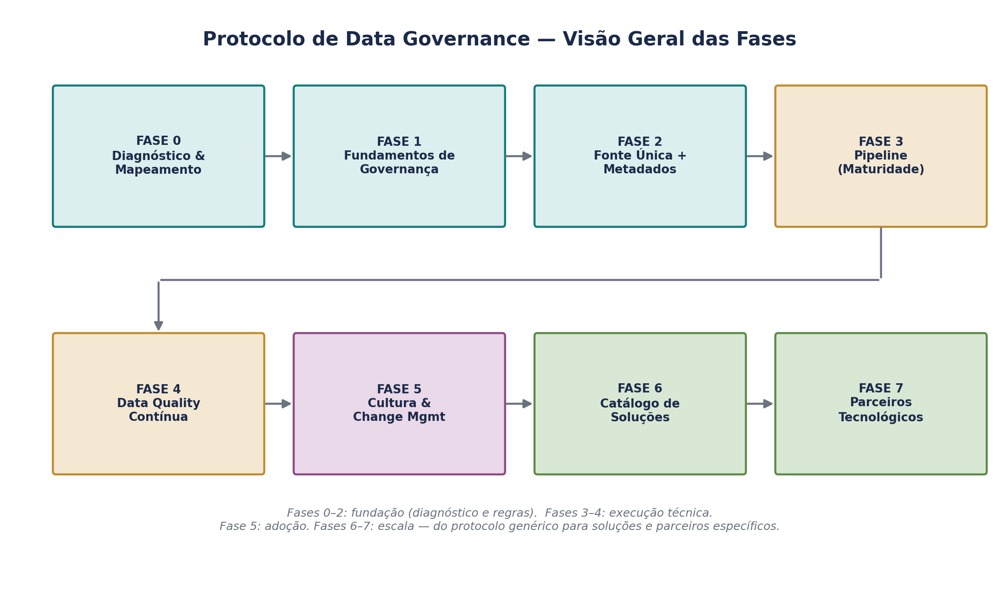 Protocolo de Data Governance — Visão Geral das Fases
FASE 0
Diagnóstico &
Mapeamento
FASE 1
Fundamentos de
Governança
FASE 2
Fonte Única +
Metadados
FASE 3
Pipeline
(Maturidade)
FASE 4
Data Quality
Contínua
FASE 5
Cultura &
Change Mgmt
FASE 6
Catálogo de
Soluções
FASE 7
Parceiros
Tecnológicos
Fases 0–2: fundação (diagnóstico e regras).  Fases 3–4: execução técnica.
Fase 5: adoção. Fases 6–7: escala — do protocolo genérico para soluções e parceiros específicos.